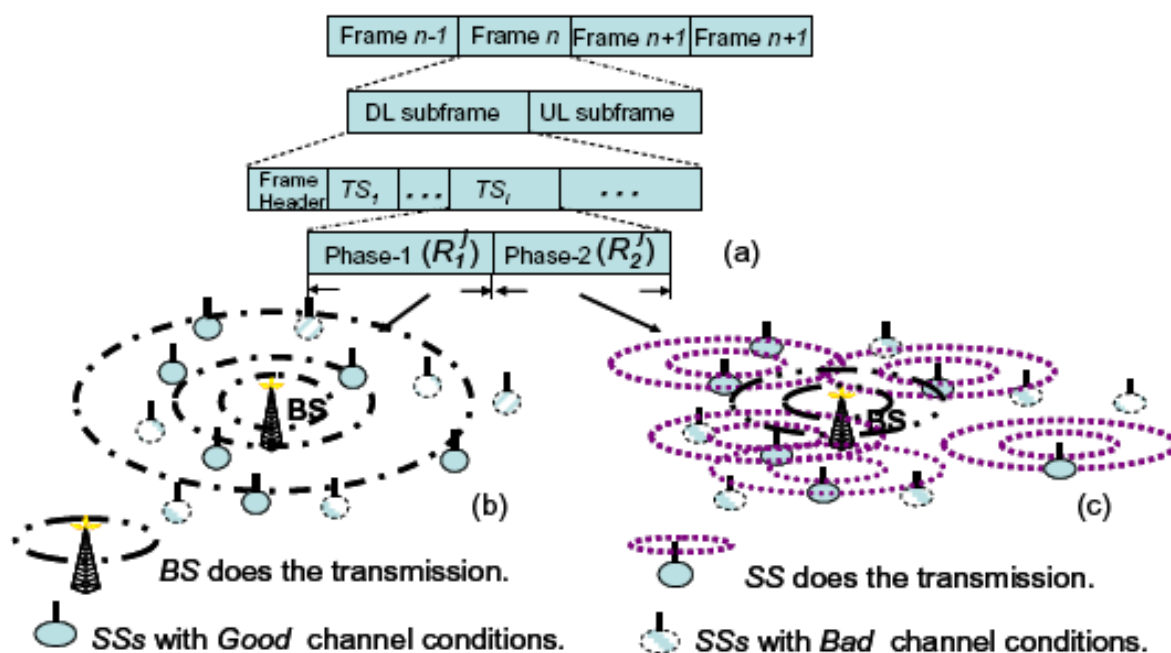 Frame n-1 Frame n Frame n+1 Frame n+1
DL subframe UL subframe
Frame Header TS₁ ... TSᵢ ...
Phase-1 (R₁ʲ) Phase-2 (R₂ʲ) (a)
BS BS
(b) (c)
BS does the transmission. SS does the transmission.
SSs with Good channel conditions. SSs with Bad channel conditions.